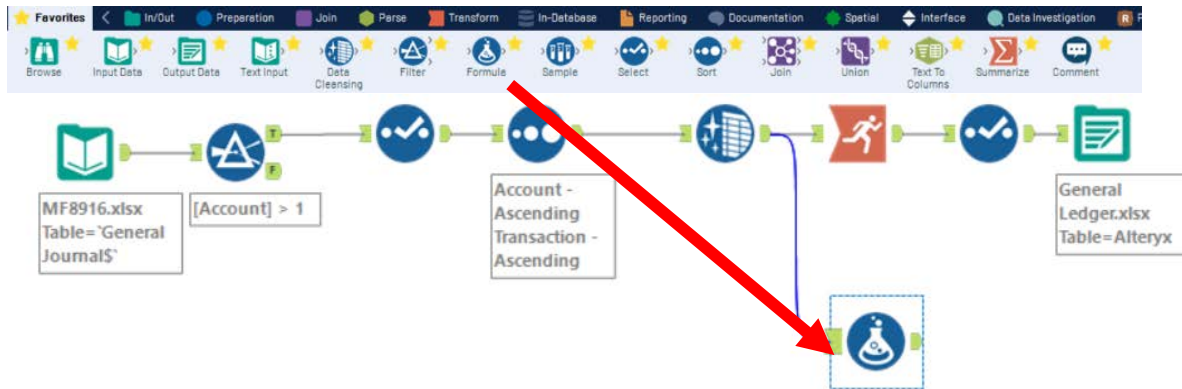 Favorites In/Out Preparation Join Parse Transform In-Database Reporting Documentation Spatial Interface Data Investigation R
Browse Input Data Output Data Text Input Data Cleansing Filter Formula Sample Select Sort Join Union Text To Columns Summarize Comment
T
F
MF8916.xlsx
Table=`General
Journal$`
[Account] > 1
Account -
Ascending
Transaction -
Ascending
General
Ledger.xlsx
Table=Alteryx